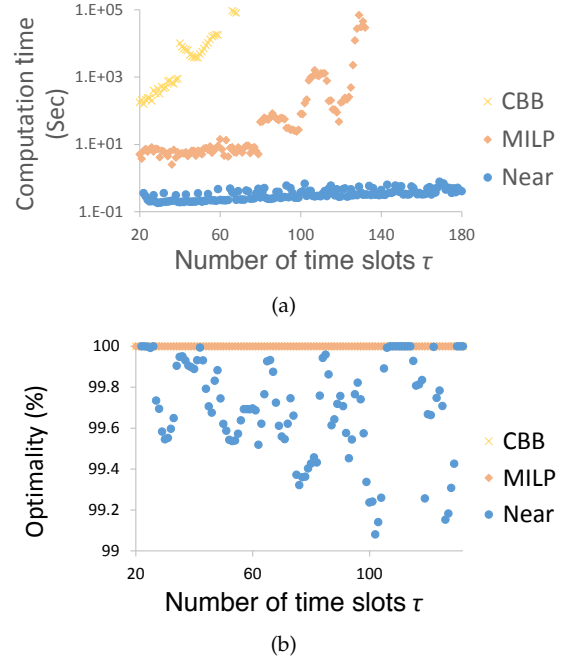 1.E+05
1.E+03
1.E+01
1.E-01
Computation time
(Sec)
20
60
100
140
180
Number of time slots τ
CBB
MILP
Near
(a)
100
99.8
99.6
99.4
99.2
99
Optimality (%)
20
60
100
Number of time slots τ
CBB
MILP
Near
(b)